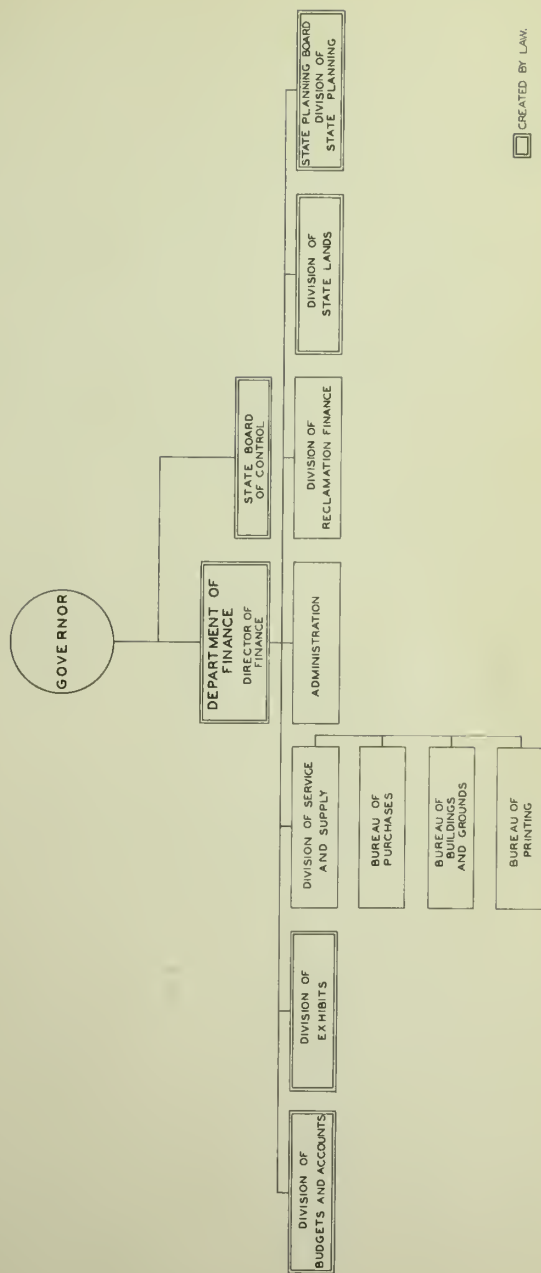 GOVERNOR
DEPARTMENT OF
FINANCE
DIRECTOR OF
FINANCE
STATE BOARD
OF CONTROL
DIVISION OF
BUDGETS AND ACCOUNTS
DIVISION OF
EXHIBITS
DIVISION OF SERVICE
AND SUPPLY
BUREAU OF
PURCHASES
BUREAU OF
BUILDINGS
AND GROUNDS
BUREAU OF
PRINTING
ADMINISTRATION
DIVISION OF
RECLAMATION FINANCE
DIVISION OF
STATE LANDS
STATE PLANNING BOARD
DIVISION OF
STATE PLANNING
CREATED BY LAW.